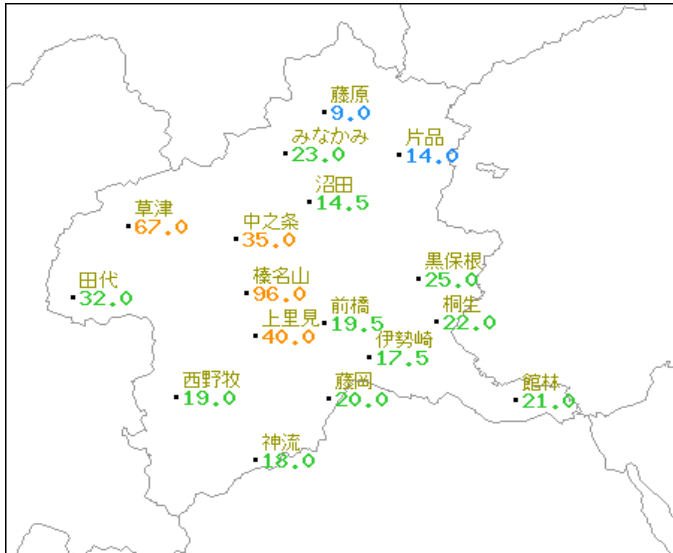 藤原
9.0
みなかみ
23.0
片品
14.0
沼田
14.5
草津
67.0
中之条
35.0
黒保根
25.0
田代
32.0
榛名山
96.0
前橋
19.5
桐生
22.0
上里見
40.0
伊勢崎
17.5
西野牧
19.0
藤岡
20.0
館林
21.0
神流
18.0